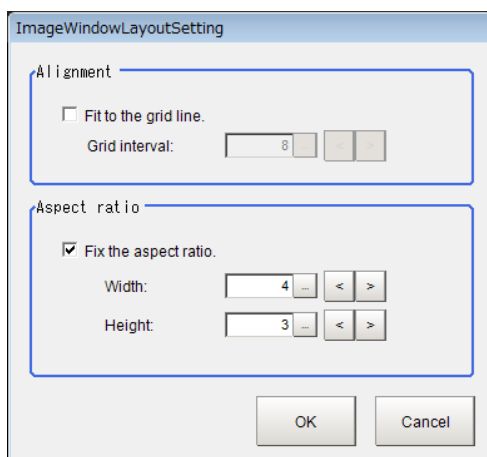 ImageWindowLayoutSetting
Alignment
Fit to the grid line.
Grid interval: 8 ... < >
Aspect ratio
Fix the aspect ratio.
Width: 4 ... < >
Height: 3 ... < >
OK Cancel